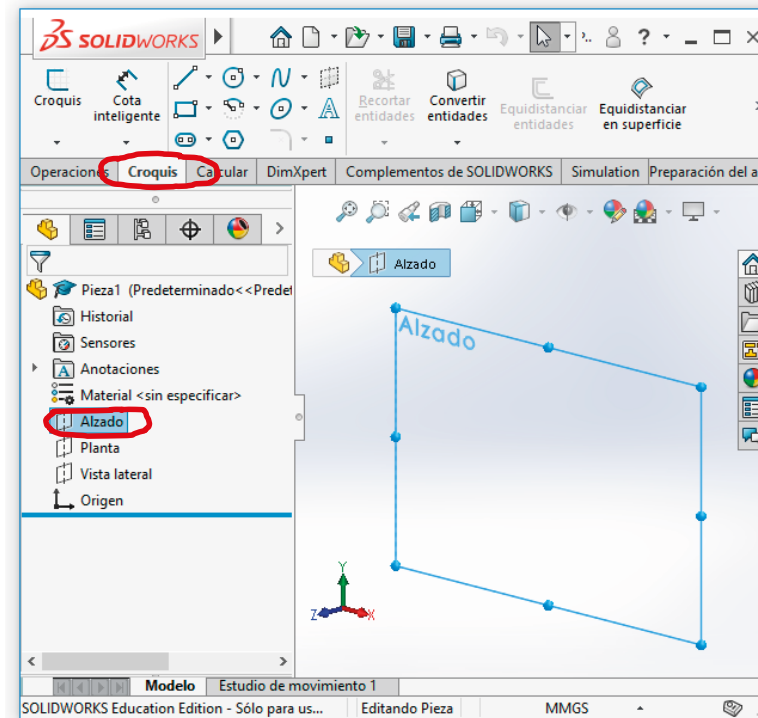 SOLIDWORKS
?
Croquis
Cota
inteligente
Recortar
entidades
Convertir
entidades
Equidistanciar
entidades
Equidistanciar
en superficie
Operaciones Croquis Calcular DimXpert Complementos de SOLIDWORKS Simulation Preparación del a
Alzado
Pieza1 (Predeterminado<<Predet
Historial
Sensores
A Anotaciones
Material <sin especificar>
Alzado
Planta
Vista lateral
Origen
Alzado
Y
Z X
Modelo Estudio de movimiento 1
SOLIDWORKS Education Edition - Sólo para us... Editando Pieza MMGS